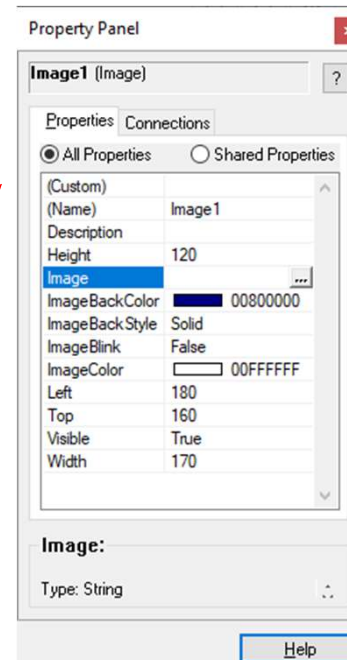 Property Panel
Image1 (Image)
?
Properties Connections
All Properties Shared Properties
(Custom)
(Name) Image1
Description
Height 120
Image ...
ImageBackColor 00800000
ImageBackStyle Solid
ImageBlink False
ImageColor 00FFFFFF
Left 180
Top 160
Visible True
Width 170
Image:
Type: String
Help